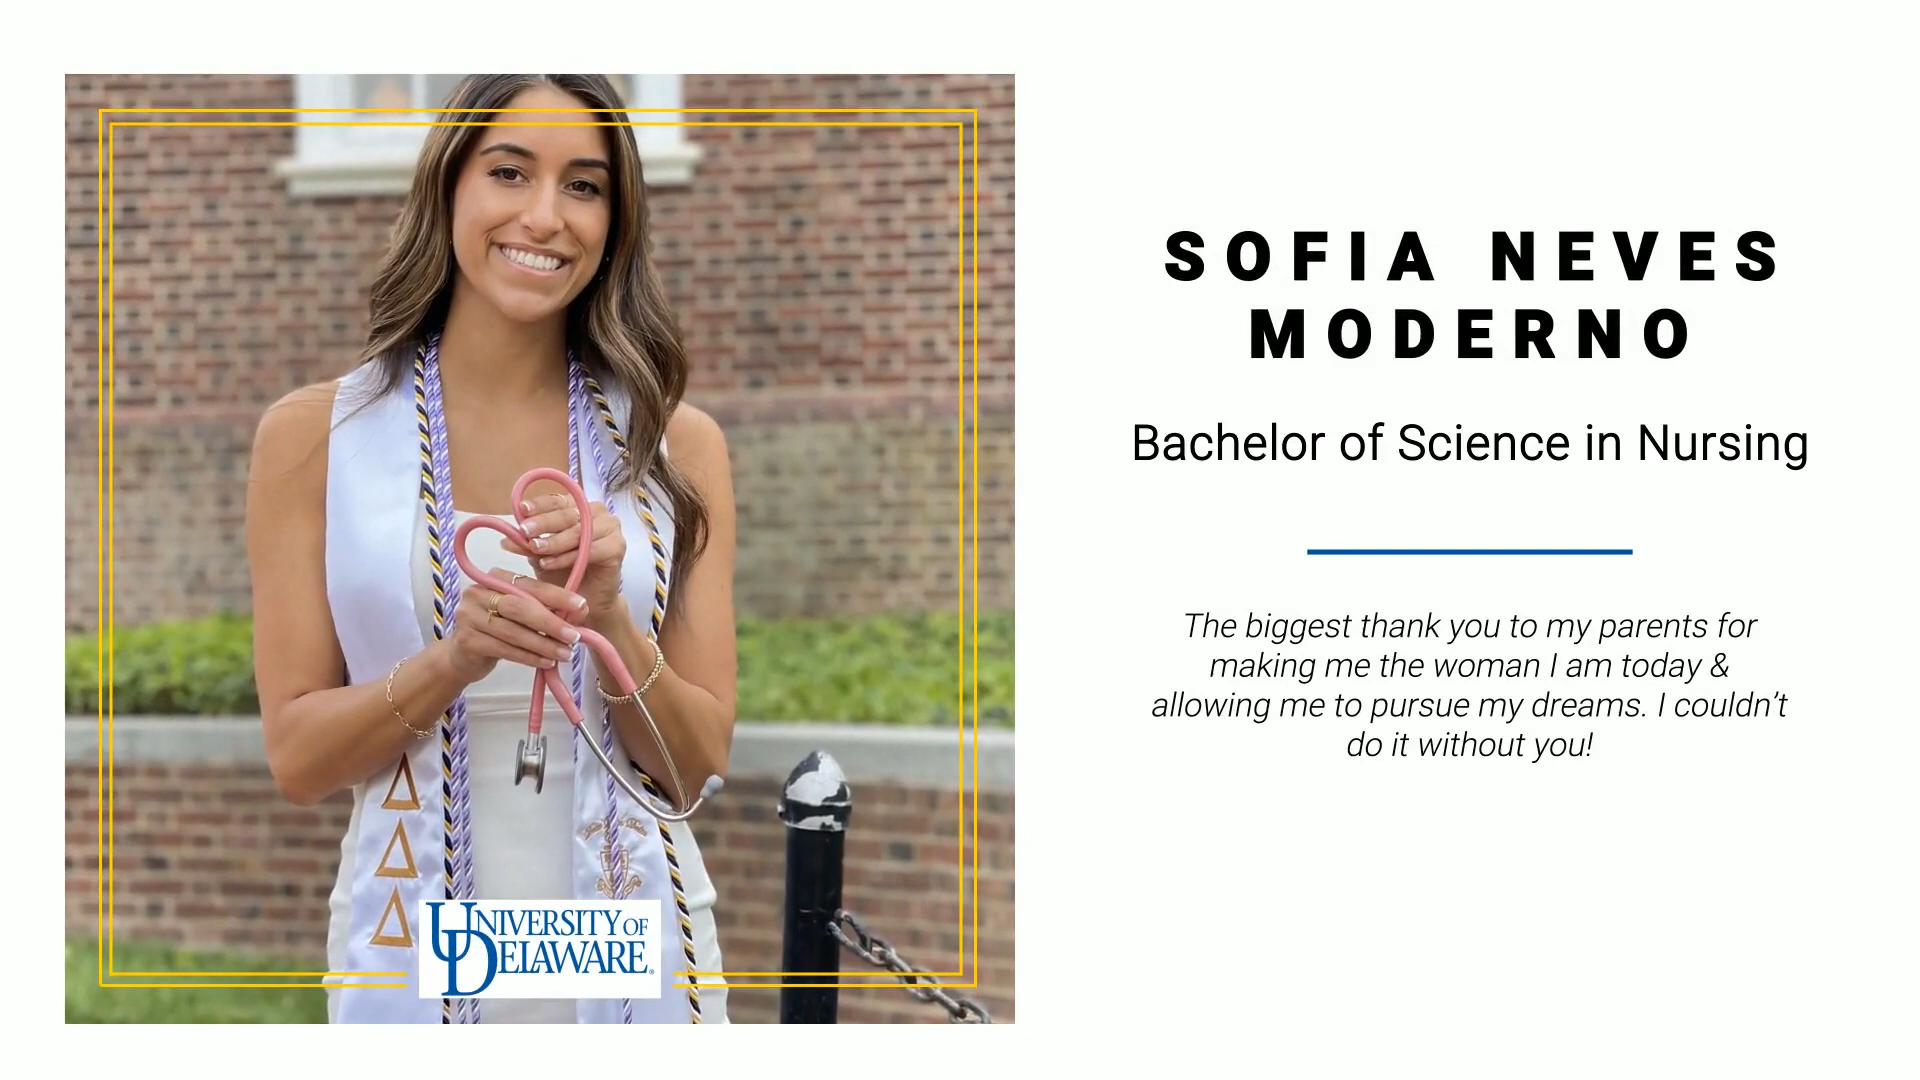 SOFIA NEVES
MODERNO
Bachelor of Science in Nursing
The biggest thank you to my parents for
making me the woman I am today &
allowing me to pursue my dreams. I couldn't
do it without you!
ΔΔΔ
UNIVERSITY OF
DELAWARE